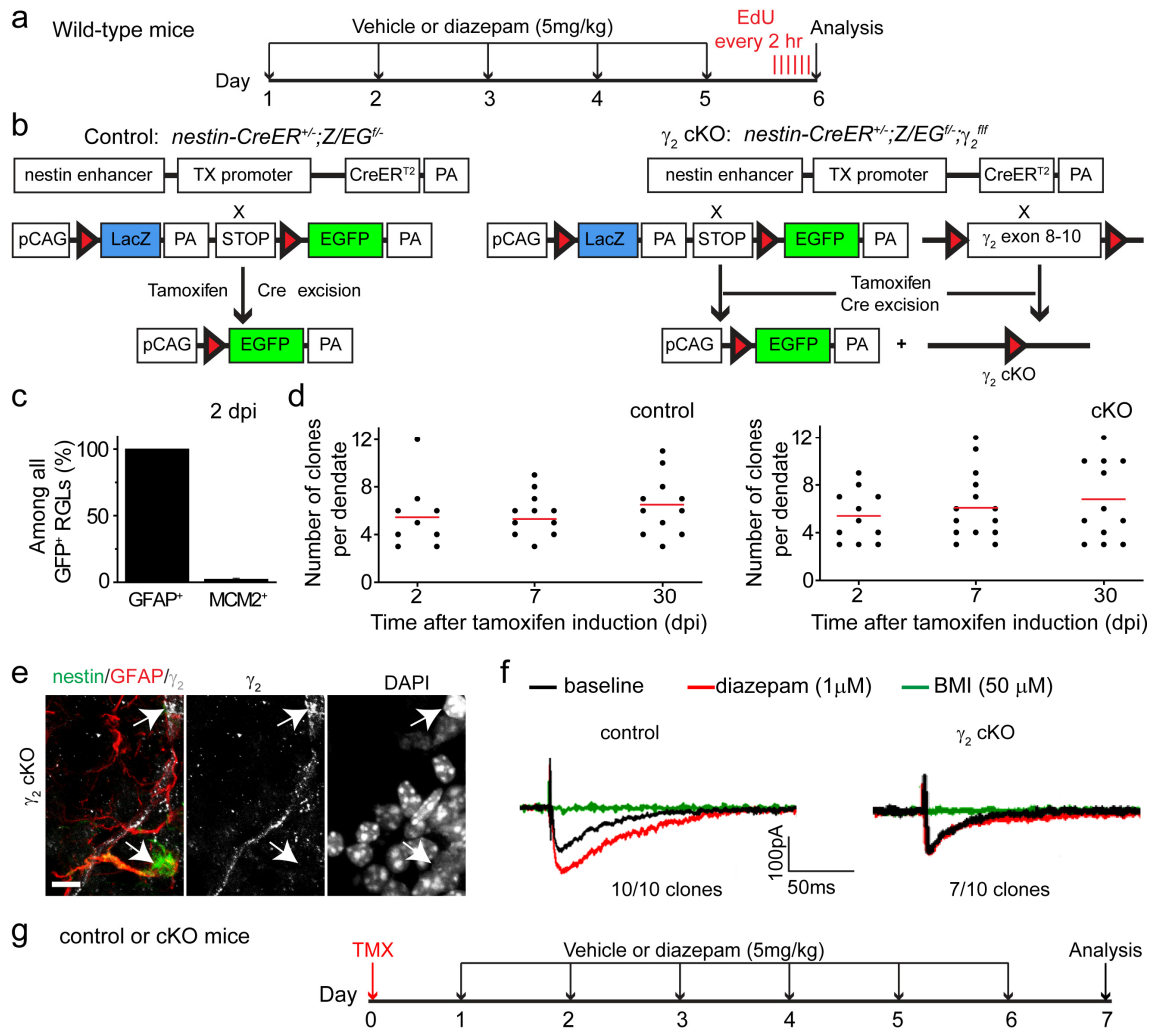 a
Wild-type mice
Vehicle or diazepam (5mg/kg)
EdU
every 2 hr
Analysis
Day
1 2 3 4 5 6
b
Control: nestin-CreER+/-;Z/EGf/-
γ2 cKO: nestin-CreER+/-;Z/EGf/-;γ2f/f
nestin enhancer TX promoter CreERT2 PA
nestin enhancer TX promoter CreERT2 PA
X
X X
pCAG LacZ PA STOP EGFP PA
pCAG LacZ PA STOP EGFP PA γ2 exon 8-10
Tamoxifen Cre excision
Tamoxifen
Cre excision
pCAG EGFP PA
pCAG EGFP PA + γ2 cKO
c
2 dpi
Among all
GFP+ RGLs (%)
100
50
0
GFAP+ MCM2+
d
control
Number of clones
per dendate
12
8
4
0
2 7 30
Time after tamoxifen induction (dpi)
cKO
Number of clones
per dendate
12
8
4
0
2 7 30
Time after tamoxifen induction (dpi)
e
nestin/GFAP/γ2 γ2 DAPI
γ2 cKO
f
baseline diazepam (1μM) BMI (50 μM)
control γ2 cKO
100pA
50ms
10/10 clones 7/10 clones
g
control or cKO mice
TMX
Vehicle or diazepam (5mg/kg)
Analysis
Day
0 1 2 3 4 5 6 7